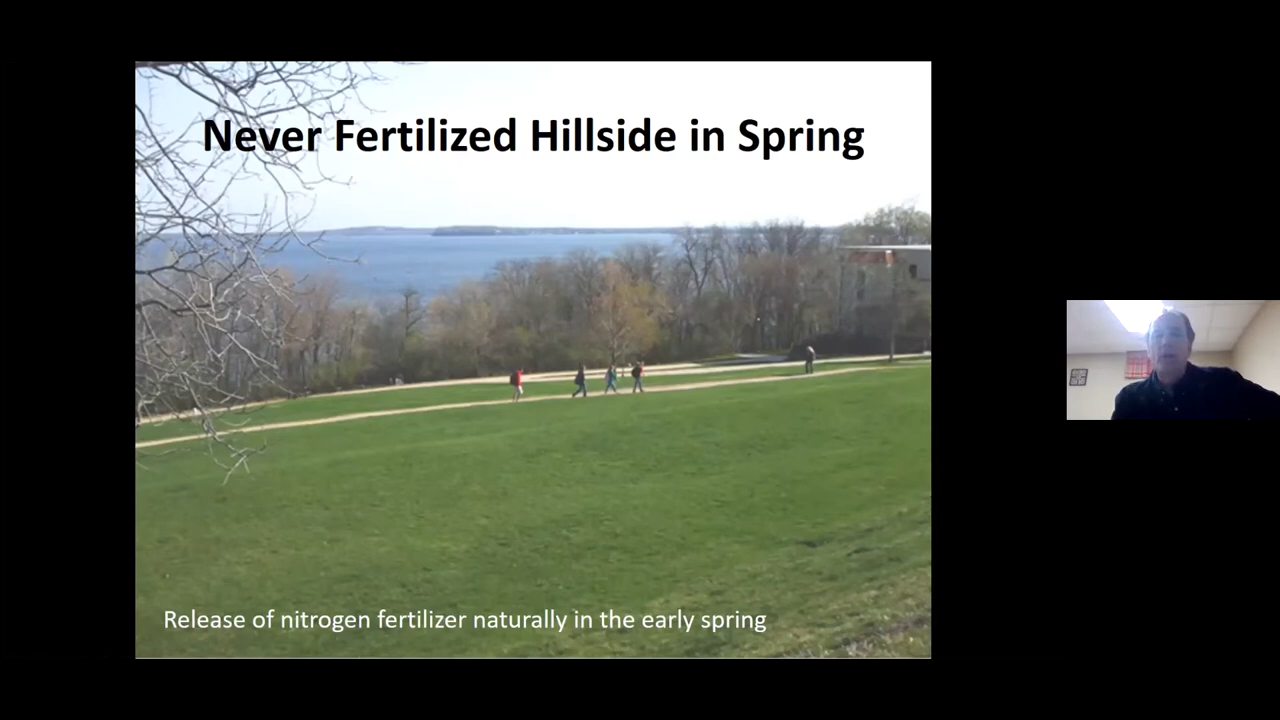 Never Fertilized Hillside in Spring
Release of nitrogen fertilizer naturally in the early spring